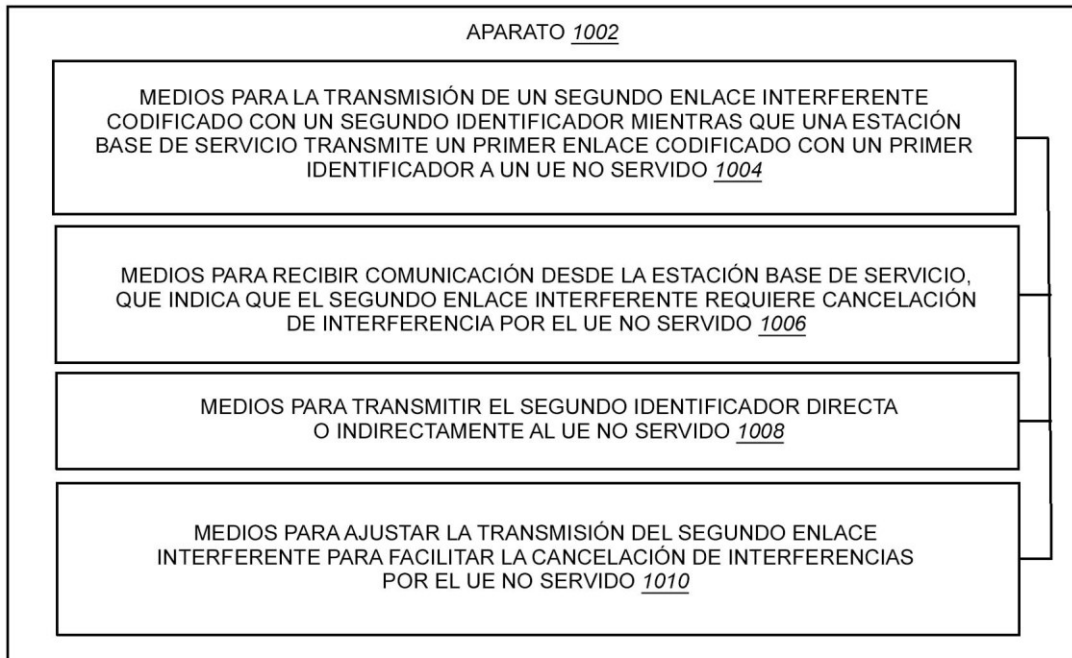 APARATO 1002
MEDIOS PARA LA TRANSMISIÓN DE UN SEGUNDO ENLACE INTERFERENTE
CODIFICADO CON UN SEGUNDO IDENTIFICADOR MIENTRAS QUE UNA ESTACIÓN
BASE DE SERVICIO TRANSMITE UN PRIMER ENLACE CODIFICADO CON UN PRIMER
IDENTIFICADOR A UN UE NO SERVIDO 1004
MEDIOS PARA RECIBIR COMUNICACIÓN DESDE LA ESTACIÓN BASE DE SERVICIO,
QUE INDICA QUE EL SEGUNDO ENLACE INTERFERENTE REQUIERE CANCELACIÓN
DE INTERFERENCIA POR EL UE NO SERVIDO 1006
MEDIOS PARA TRANSMITIR EL SEGUNDO IDENTIFICADOR DIRECTA
O INDIRECTAMENTE AL UE NO SERVIDO 1008
MEDIOS PARA AJUSTAR LA TRANSMISIÓN DEL SEGUNDO ENLACE
INTERFERENTE PARA FACILITAR LA CANCELACIÓN DE INTERFERENCIAS
POR EL UE NO SERVIDO 1010